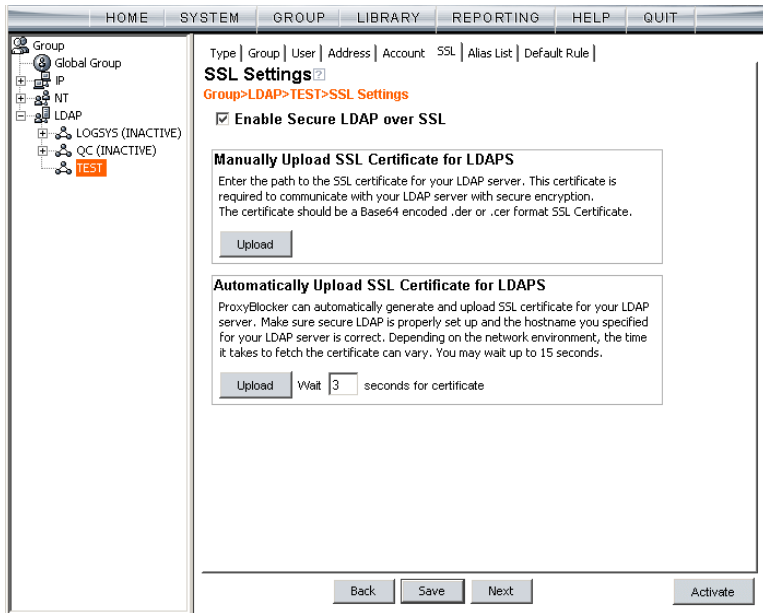 HOME SYSTEM GROUP LIBRARY REPORTING HELP QUIT
Group
Global Group
IP
NT
LDAP
LOGSYS (INACTIVE)
QC (INACTIVE)
TEST
Type | Group | User | Address | Account SSL | Alias List | Default Rule |
SSL Settings?
Group>LDAP>TEST>SSL Settings
Enable Secure LDAP over SSL
Manually Upload SSL Certificate for LDAPS
Enter the path to the SSL certificate for your LDAP server. This certificate is
required to communicate with your LDAP server with secure encryption.
The certificate should be a Base64 encoded .der or .cer format SSL Certificate.
Upload
Automatically Upload SSL Certificate for LDAPS
ProxyBlocker can automatically generate and upload SSL certificate for your LDAP
server. Make sure secure LDAP is properly set up and the hostname you specified
for your LDAP server is correct. Depending on the network environment, the time
it takes to fetch the certificate can vary. You may wait up to 15 seconds.
Upload Wait 3 seconds for certificate
Back Save Next Activate